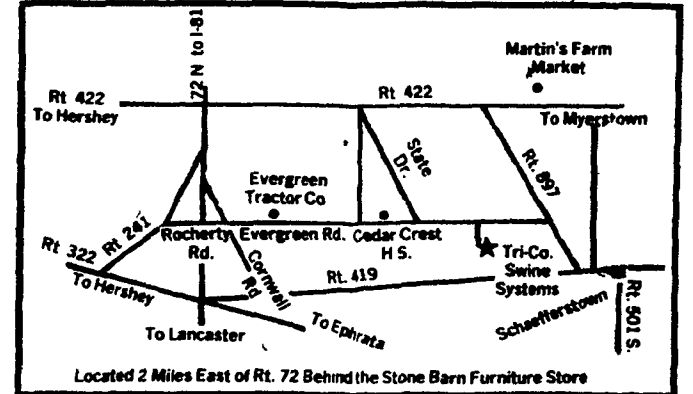 72 N to I-81
Martin's Farm
Market
Rt 422
To Hershey
Rt 422
To Myerstown
State
Dr.
Rt. 897
Evergreen
Tractor Co
Rt 241
Rocherty
Rd.
Evergreen Rd.
Cedar Crest
H S.
Tri-Co.
Swine
Systems
Rt 322
To Hershey
Cornwall
Rd
Rt. 419
Schaefferstown
Rt. 501 S.
To Lancaster
To Ephrata
Located 2 Miles East of Rt. 72 Behind the Stone Barn Furniture Store